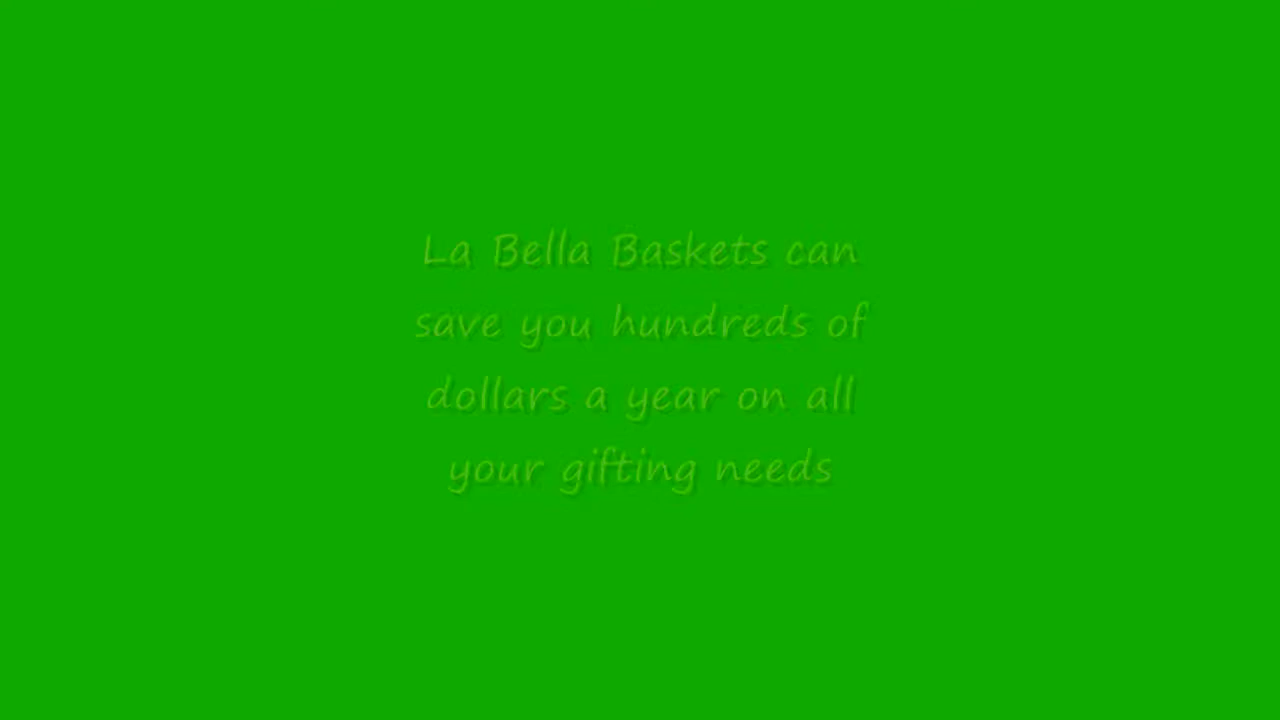 La Bella Baskets can
save you hundreds of
dollars a year on all
your gifting needs